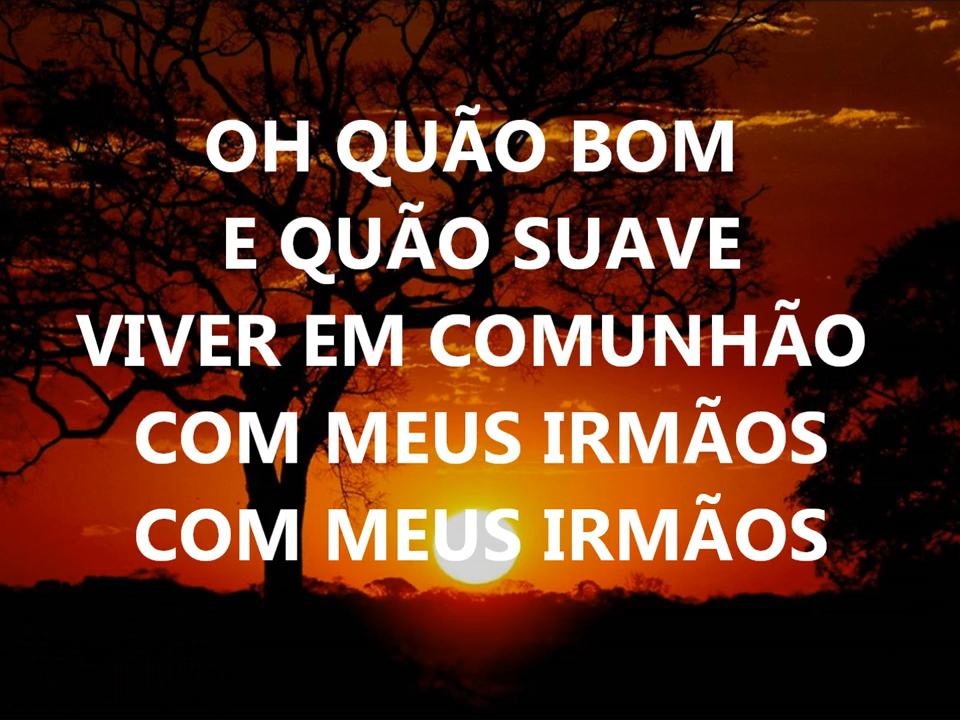 OH QUÃO BOM
E QUÃO SUAVE
VIVER EM COMUNHÃO
COM MEUS IRMÃOS
COM MEUS IRMÃOS